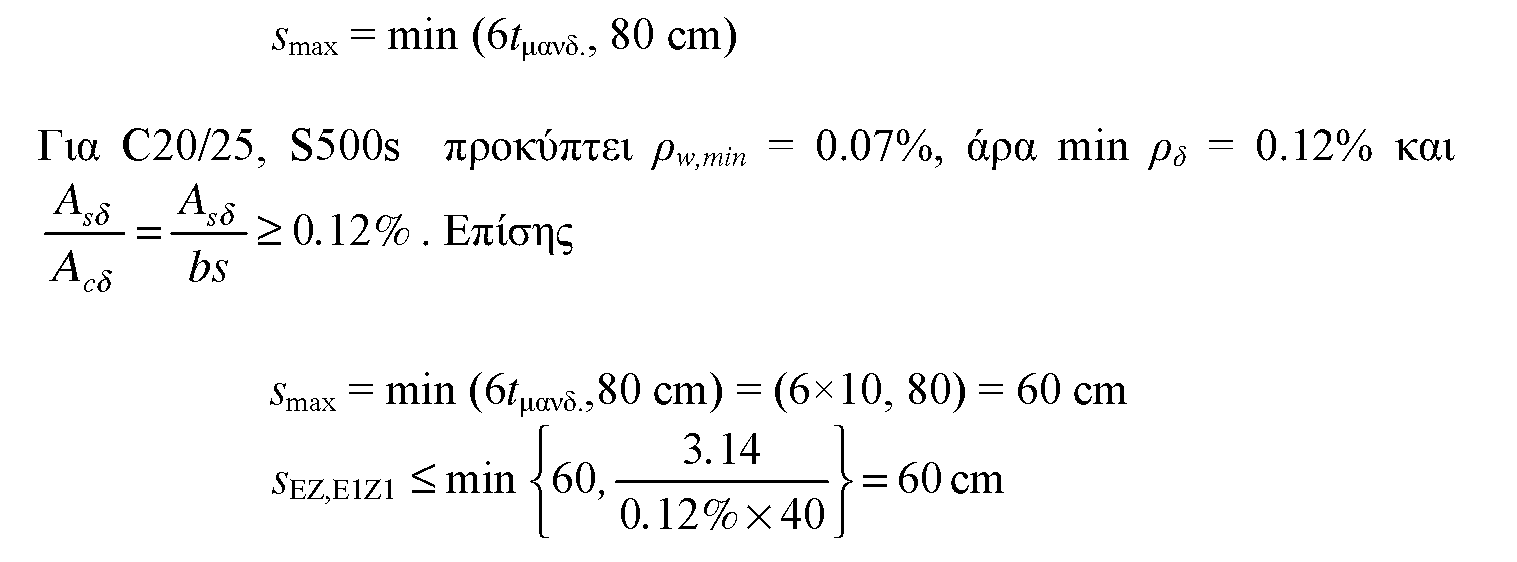 s_max = min (6t_μανδ., 80 cm)
Για C20/25, S500s προκύπτει ρ_w,min = 0.07%, άρα min ρ_δ = 0.12% και
A_sδ / A_cδ = A_sδ / bs ≥ 0.12% . Επίσης
s_max = min (6t_μανδ.,80 cm) = (6×10, 80) = 60 cm
s_EZ,E1Z1 ≤ min {60, 3.14 / 0.12% × 40} = 60 cm